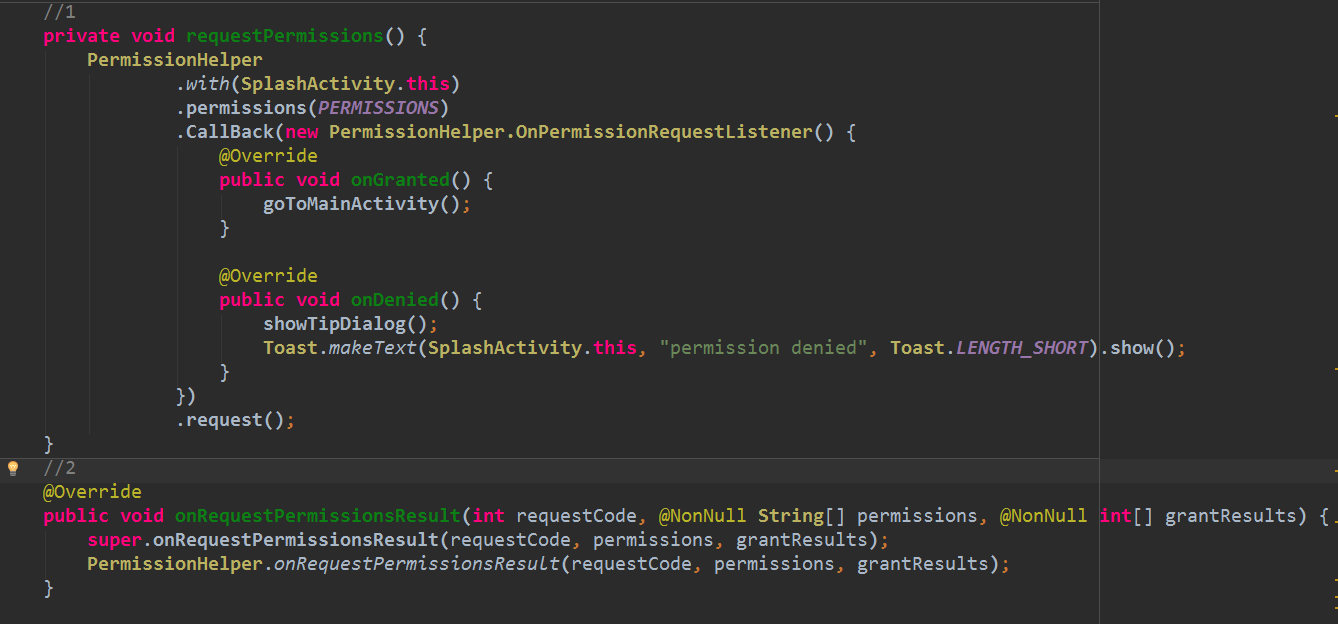 //1
private void requestPermissions() {
    PermissionHelper
            .with(SplashActivity.this)
            .permissions(PERMISSIONS)
            .CallBack(new PermissionHelper.OnPermissionRequestListener() {
                @Override
                public void onGranted() {
                    goToMainActivity();
                }

                @Override
                public void onDenied() {
                    showTipDialog();
                    Toast.makeText(SplashActivity.this, "permission denied", Toast.LENGTH_SHORT).show();
                }
            })
            .request();
}
//2
@Override
public void onRequestPermissionsResult(int requestCode, @NonNull String[] permissions, @NonNull int[] grantResults) {
    super.onRequestPermissionsResult(requestCode, permissions, grantResults);
    PermissionHelper.onRequestPermissionsResult(requestCode, permissions, grantResults);
}